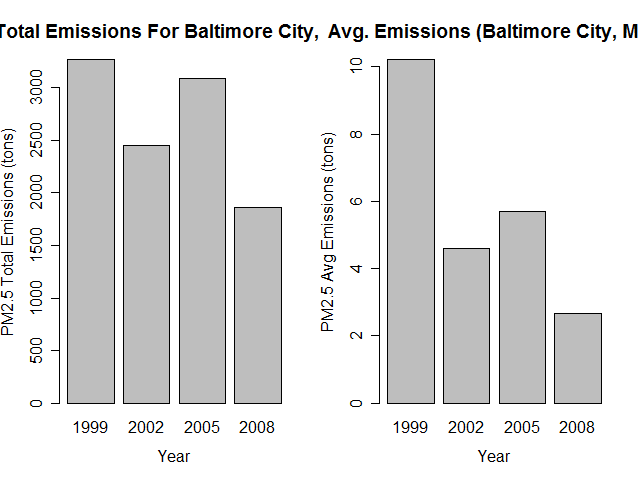 Total Emissions For Baltimore City,
PM2.5 Total Emissions (tons)
3000
2500
2000
1500
1000
500
0
1999 2002 2005 2008
Year
Avg. Emissions (Baltimore City, M
PM2.5 Avg Emissions (tons)
10
8
6
4
2
0
1999 2002 2005 2008
Year